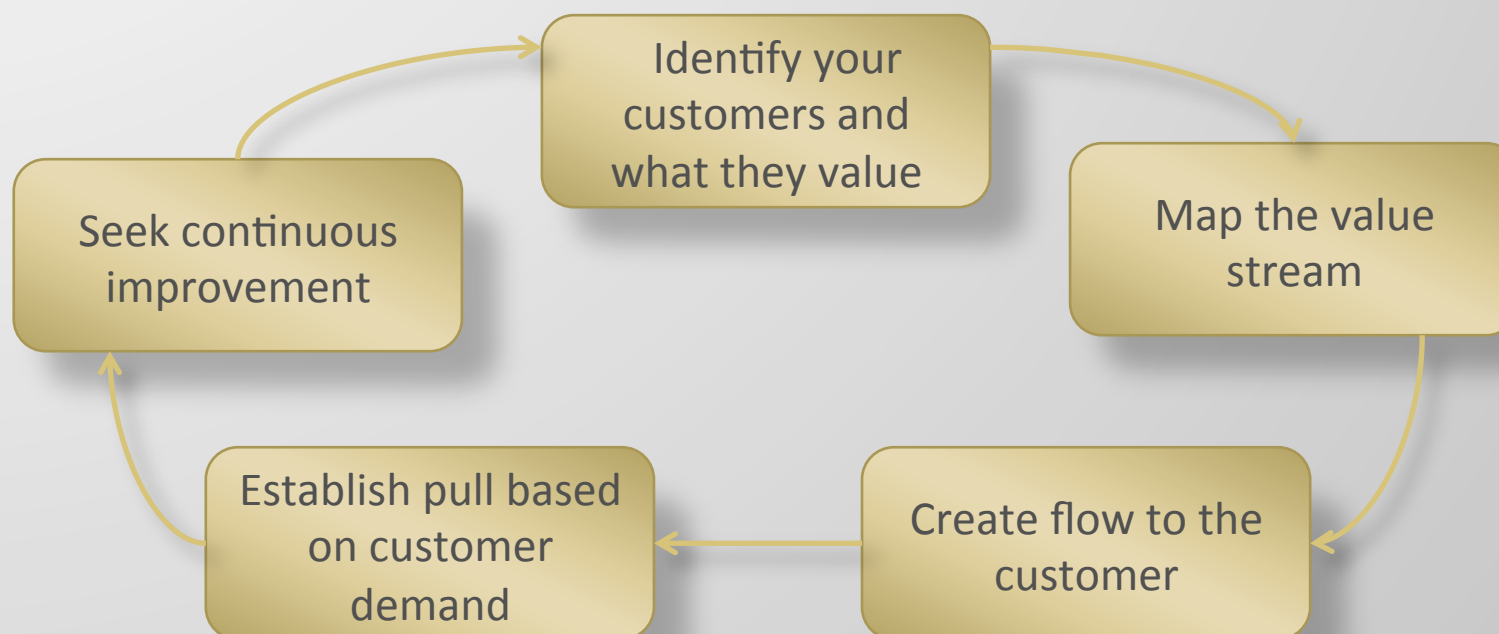 Identify your
customers and
what they value
Map the value
stream
Create flow to the
customer
Establish pull based
on customer
demand
Seek continuous
improvement